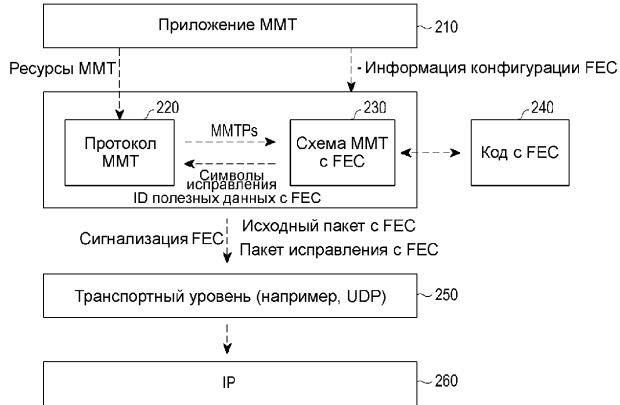 Приложение MMT
210
Ресурсы MMT
- Информация конфигурации FEC
220
230
240
Протокол
MMT
MMTPs
Схема MMT
с FEC
Код с FEC
Символы
исправления
ID полезных данных с FEC
Сигнализация FEC
Исходный пакет с FEC
Пакет исправления с FEC
Транспортный уровень (например, UDP)
250
IP
260